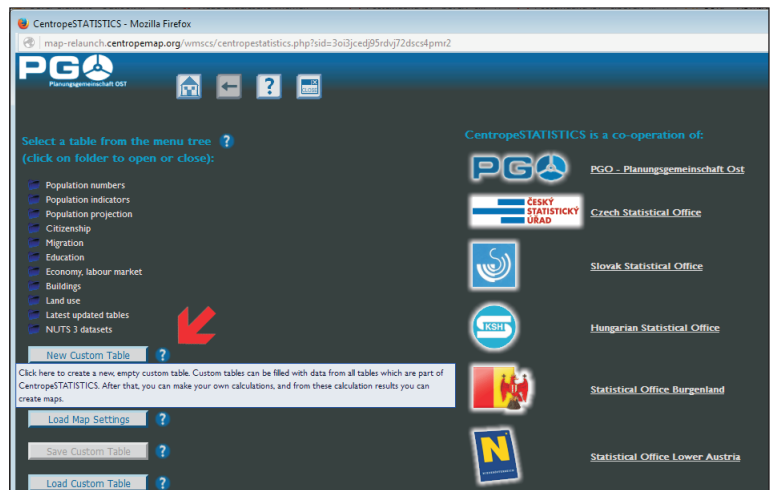 CentropeSTATISTICS - Mozilla Firefox
map-relaunch.centropemap.org/wmscs/centropestatistics.php?sid=3oi3jcedj95rdvj72dscs4pmr2
PGO
Planungsgemeinschaft OST
?
CLOSE
Select a table from the menu tree ?
(click on folder to open or close):
Population numbers
Population indicators
Population projection
Citizenship
Migration
Education
Economy, labour market
Buildings
Land use
Latest updated tables
NUTS 3 datasets
New Custom Table ?
Click here to create a new, empty custom table. Custom tables can be filled with data from all tables which are part of
CentropeSTATISTICS. After that, you can make your own calculations, and from these calculation results you can
create maps.
Load Map Settings ?
Save Custom Table ?
Load Custom Table ?
CentropeSTATISTICS is a co-operation of:
PGO
PGO - Planungsgemeinschaft Ost
ČESKÝ
STATISTICKÝ
ÚŘAD
Czech Statistical Office
Slovak Statistical Office
KSH
Hungarian Statistical Office
Statistical Office Burgenland
N
Statistical Office Lower Austria